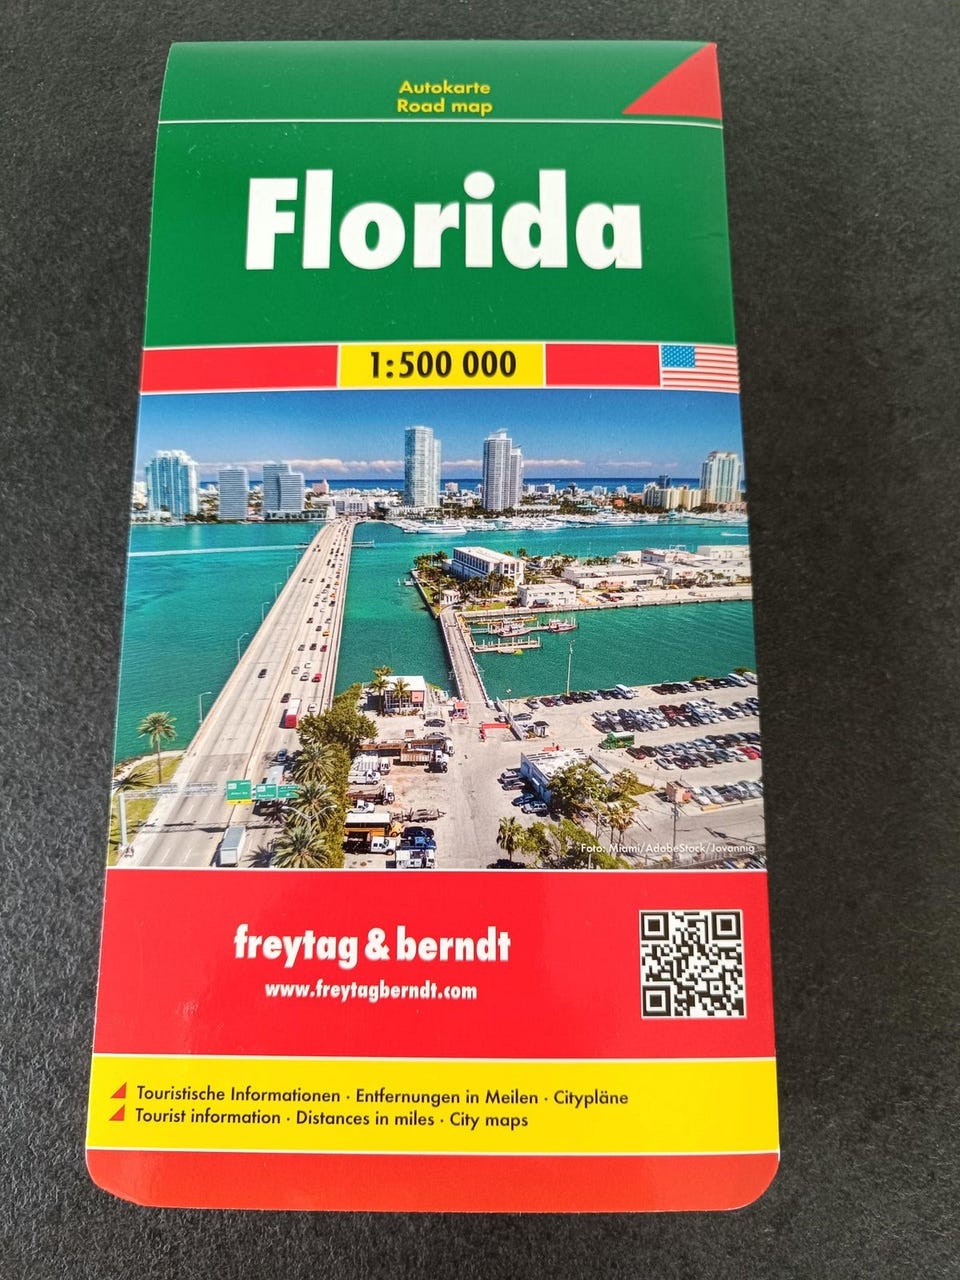 Autokarte
Road map
Florida
1:500 000
Foto: Miami/AdobeStock/Jovannig
freytag & berndt
www.freytagberndt.com
Touristische Informationen · Entfernungen in Meilen · Citypläne
Tourist information · Distances in miles · City maps